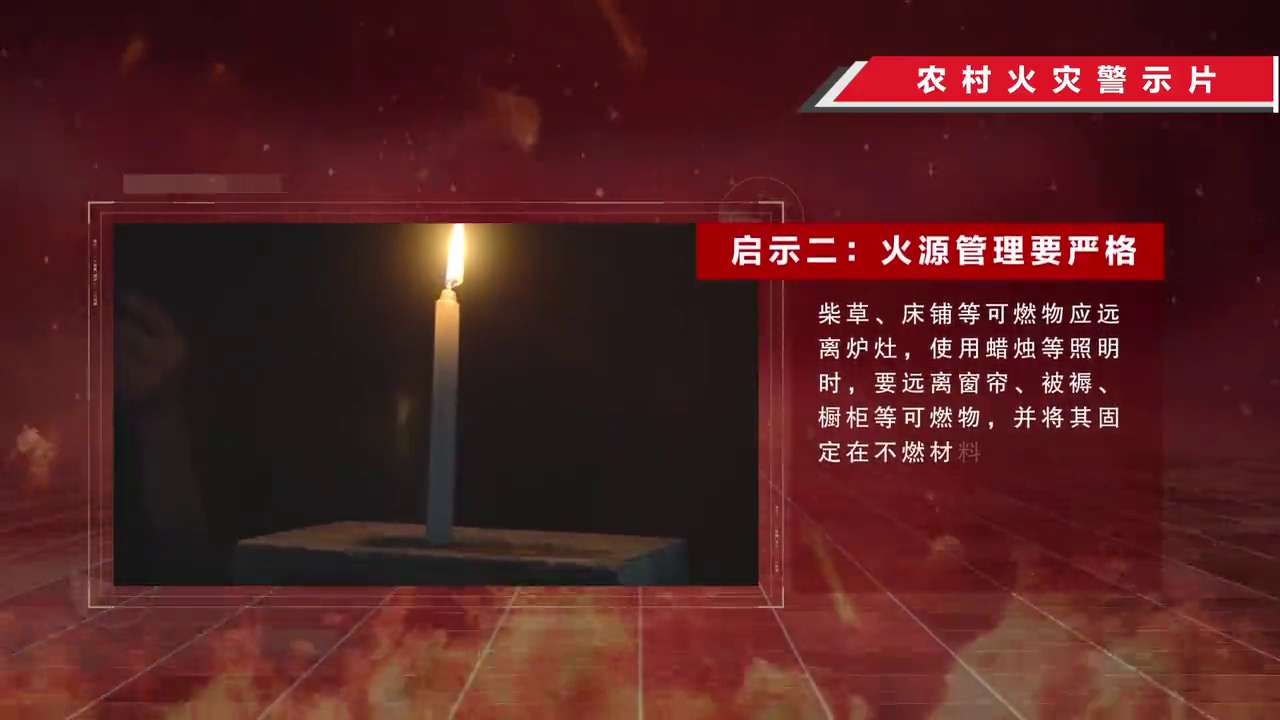 农村火灾警示片
启示二：火源管理要严格
柴草、床铺等可燃物应远
离炉灶，使用蜡烛等照明
时，要远离窗帘、被褥、
橱柜等可燃物，并将其固
定在不燃材料